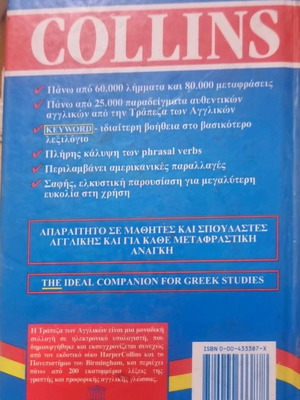 COLLINS
Πάνω από 60.000 λήμματα και 80.000 μεταφράσεις
Πάνω από 25.000 παραδείγματα αυθεντικών
αγγλικών από την Τράπεζα των Αγγλικών
KEYWORD - ιδιαίτερη βοήθεια στο βασικότερο
λεξιλόγιο
Πλήρης κάλυψη των phrasal verbs
Περιλαμβάνει αμερικανικές παραλλαγές
Σαφής, ελκυστική παρουσίαση για μεγαλύτερη
ευκολία στη χρήση
ΑΠΑΡΑΙΤΗΤΟ ΣΕ ΜΑΘΗΤΕΣ ΚΑΙ ΣΠΟΥΔΑΣΤΕΣ
ΑΓΓΛΙΚΗΣ ΚΑΙ ΓΙΑ ΚΑΘΕ ΜΕΤΑΦΡΑΣΤΙΚΗ
ΑΝΑΓΚΗ
THE IDEAL COMPANION FOR GREEK STUDIES
Η Τράπεζα των Αγγλικών είναι μια μοναδική
συλλογή σε ηλεκτρονικό υπολογιστή, που
δημιουργήθηκε και εκσυγχρονίζεται συνεχώς
από τον εκδοτικό οίκο HarperCollins και το
Πανεπιστήμιο του Birmingham, και περιέχει
πάνω από 200 εκατομμύρια λέξεις της
γραπτής και προφορικής αγγλικής γλώσσας.
ISBN 0-00-433387-X